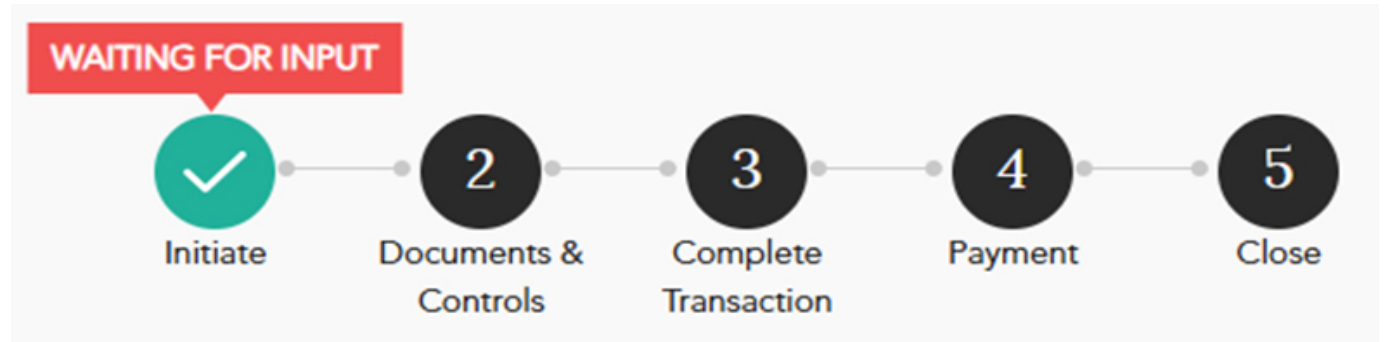 WAITING FOR INPUT
2
3
4
5
Initiate
Documents &
Controls
Complete
Transaction
Payment
Close